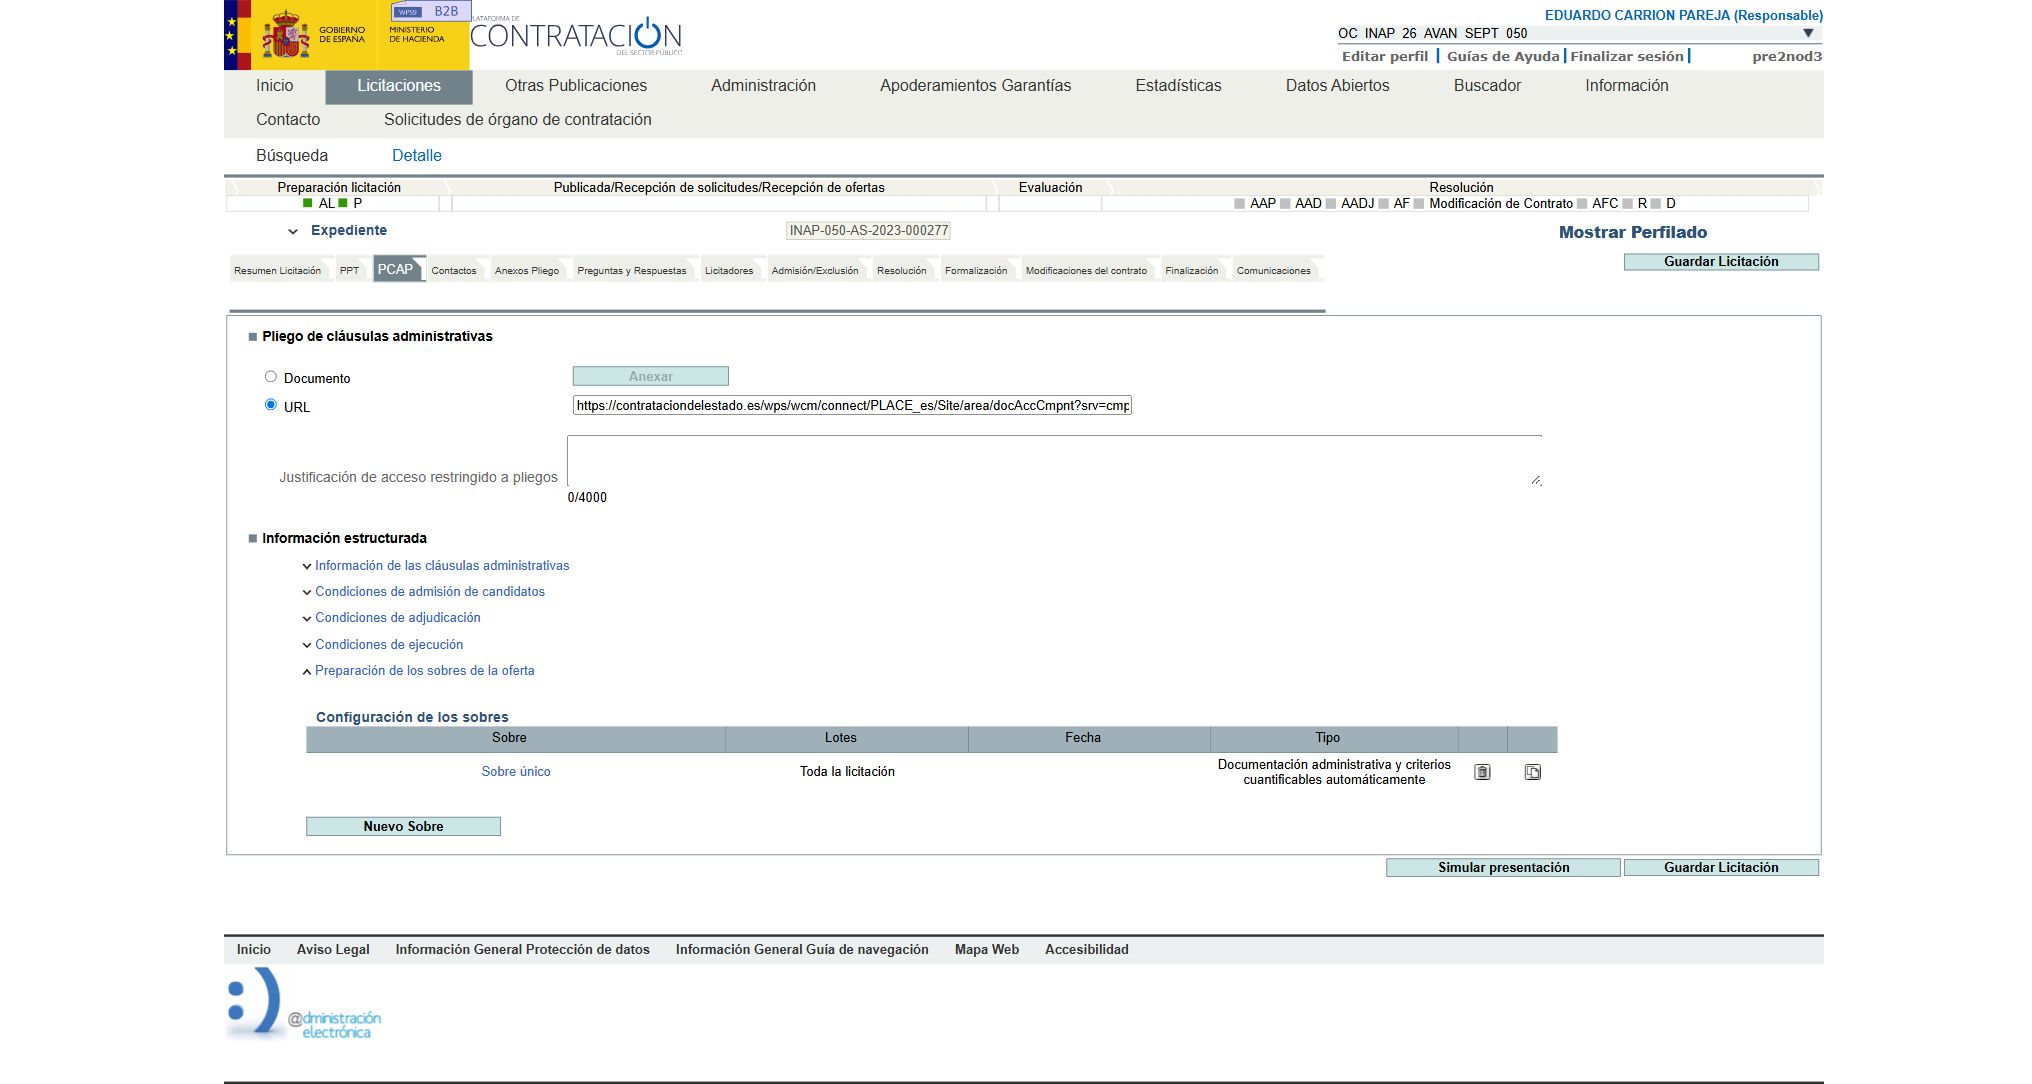 GOBIERNO
DE ESPAÑA
MINISTERIO
DE HACIENDA
WPS9 B2B
CONTRATACIÓN
DEL SECTOR PÚBLICO
EDUARDO CARRION PAREJA (Responsable)
OC INAP 26 AVAN SEPT 050
Editar perfil Guías de Ayuda Finalizar sesión pre2nod3
Inicio Licitaciones Otras Publicaciones Administración Apoderamientos Garantías Estadísticas Datos Abiertos Buscador Información
Contacto Solicitudes de órgano de contratación
Búsqueda Detalle
Preparación licitación Publicada/Recepción de solicitudes/Recepción de ofertas Evaluación Resolución
AL P AAP AAD AADJ AF Modificación de Contrato AFC R D
Expediente INAP-050-AS-2023-000277 Mostrar Perfilado
Resumen Licitación PPT PCAP Contactos Anexos Pliego Preguntas y Respuestas Licitadores Admisión/Exclusión Resolución Formalización Modificaciones del contrato Finalización Comunicaciones Guardar Licitación
Pliego de cláusulas administrativas
Documento Anexar
URL https://contrataciondelestado.es/wps/wcm/connect/PLACE_es/Site/area/docAccCmpnt?srv=cmp
Justificación de acceso restringido a pliegos
0/4000
Información estructurada
Información de las cláusulas administrativas
Condiciones de admisión de candidatos
Condiciones de adjudicación
Condiciones de ejecución
Preparación de los sobres de la oferta
Configuración de los sobres
Sobre Lotes Fecha Tipo
Sobre único Toda la licitación Documentación administrativa y criterios
cuantificables automáticamente
Nuevo Sobre
Simular presentación Guardar Licitación
Inicio Aviso Legal Información General Protección de datos Información General Guía de navegación Mapa Web Accesibilidad
@dministración
electrónica